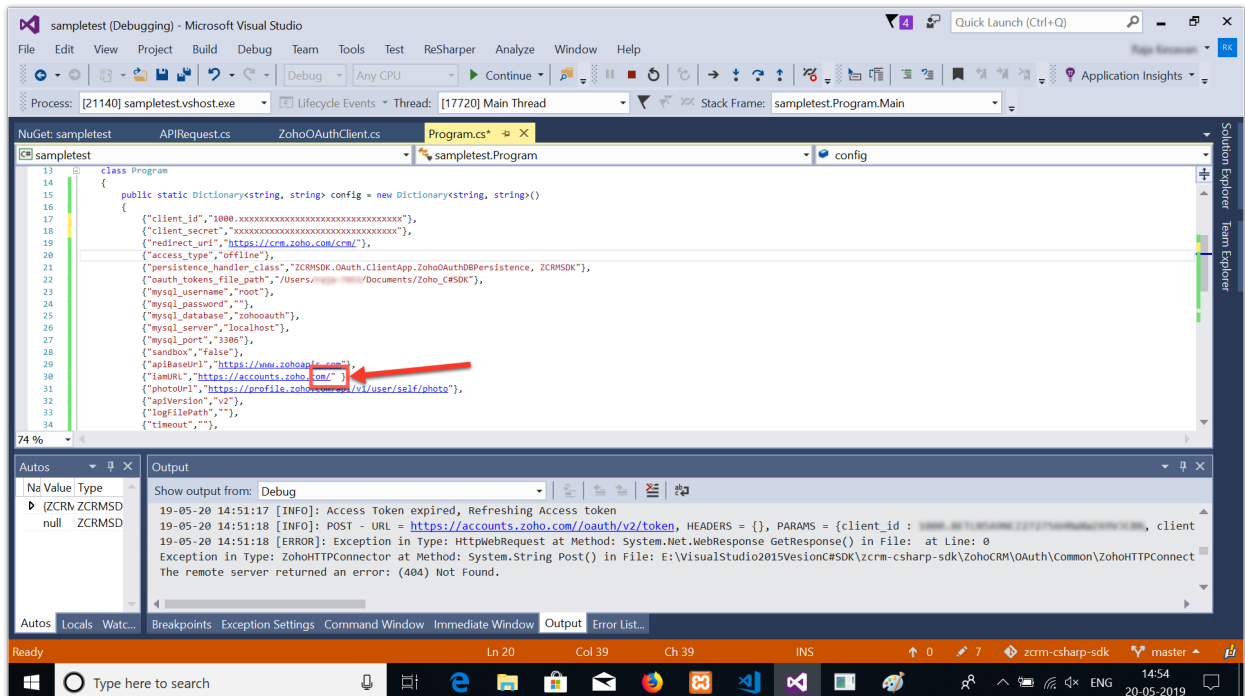 sampletest (Debugging) - Microsoft Visual Studio
4
Quick Launch (Ctrl+Q)
File Edit View Project Build Debug Team Tools Test ReSharper Analyze Window Help
RK
Debug Any CPU Continue Application Insights
Process: [21140] sampletest.vshost.exe Lifecycle Events Thread: [17720] Main Thread Stack Frame: sampletest.Program.Main
NuGet: sampletest APIRequest.cs ZohoOAuthClient.cs Program.cs*
sampletest sampletest.Program config
Solution Explorer
Team Explorer
13 class Program
14 {
15 public static Dictionary<string, string> config = new Dictionary<string, string>()
16 {
17 {"client_id","1000.xxxxxxxxxxxxxxxxxxxxxxxxxxxxxxxx"},
18 {"client_secret","xxxxxxxxxxxxxxxxxxxxxxxxxxxxxxxx"},
19 {"redirect_uri","https://crm.zoho.com/crm/"},
20 {"access_type","offline"},
21 {"persistence_handler_class","ZCRMSDK.OAuth.ClientApp.ZohoOAuthDBPersistence, ZCRMSDK"},
22 {"oauth_tokens_file_path","/Users/ /Documents/Zoho_C#SDK"},
23 {"mysql_username","root"},
24 {"mysql_password",""},
25 {"mysql_database","zohooauth"},
26 {"mysql_server","localhost"},
27 {"mysql_port","3306"},
28 {"sandbox","false"},
29 {"apiBaseUrl","https://www.zohoapis.com"},
30 {"iamURL","https://accounts.zoho.com/" }
31 {"photoUrl","https://profile.zoho.com/api/v1/user/self/photo"},
32 {"apiVersion","v2"},
33 {"logFilePath",""},
34 {"timeout",""},
74 %
Autos
Na Value Type
{ZCRM ZCRMSD
null ZCRMSD
Output
Show output from: Debug
19-05-20 14:51:17 [INFO]: Access Token expired, Refreshing Access token
19-05-20 14:51:18 [INFO]: POST - URL = https://accounts.zoho.com//oauth/v2/token, HEADERS = {}, PARAMS = {client_id : , client
19-05-20 14:51:18 [ERROR]: Exception in Type: HttpWebRequest at Method: System.Net.WebResponse GetResponse() in File: at Line: 0
Exception in Type: ZohoHTTPConnector at Method: System.String Post() in File: E:\VisualStudio2015VesionC#SDK\zcrm-csharp-sdk\ZohoCRM\OAuth\Common\ZohoHTTPConnect
The remote server returned an error: (404) Not Found.
Autos Locals Watc... Breakpoints Exception Settings Command Window Immediate Window Output Error List...
Ready Ln 20 Col 39 Ch 39 INS 0 7 zcrm-csharp-sdk master
Type here to search
ENG
14:54
20-05-2019